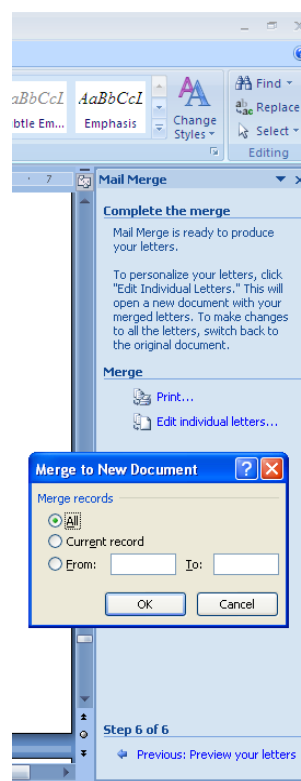 aBbCcL AaBbCcL
btle Em... Emphasis
Change
Styles
Find
Replace
Select
Editing
7
Mail Merge
Complete the merge
Mail Merge is ready to produce
your letters.
To personalize your letters, click
"Edit Individual Letters." This will
open a new document with your
merged letters. To make changes
to all the letters, switch back to
the original document.
Merge
Print...
Edit individual letters...
Merge to New Document
Merge records
All
Current record
From: To:
OK Cancel
Step 6 of 6
Previous: Preview your letters